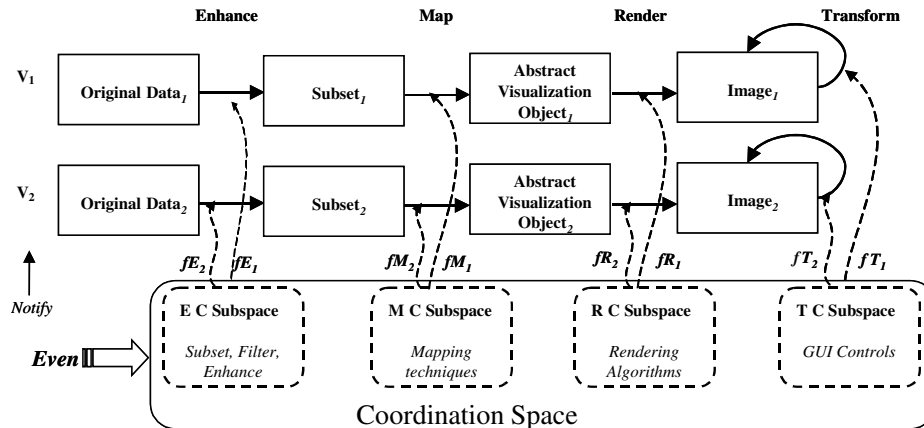 Enhance Map Render Transform
V1
Original Data1
Subset1
Abstract
Visualization
Object1
Image1
V2
Original Data2
Subset2
Abstract
Visualization
Object2
Image2
fE2 fE1 fM2 fM1 fR2 fR1 fT2 fT1
Notify
E C Subspace
Subset, Filter,
Enhance
M C Subspace
Mapping
techniques
R C Subspace
Rendering
Algorithms
T C Subspace
GUI Controls
Even
Coordination Space